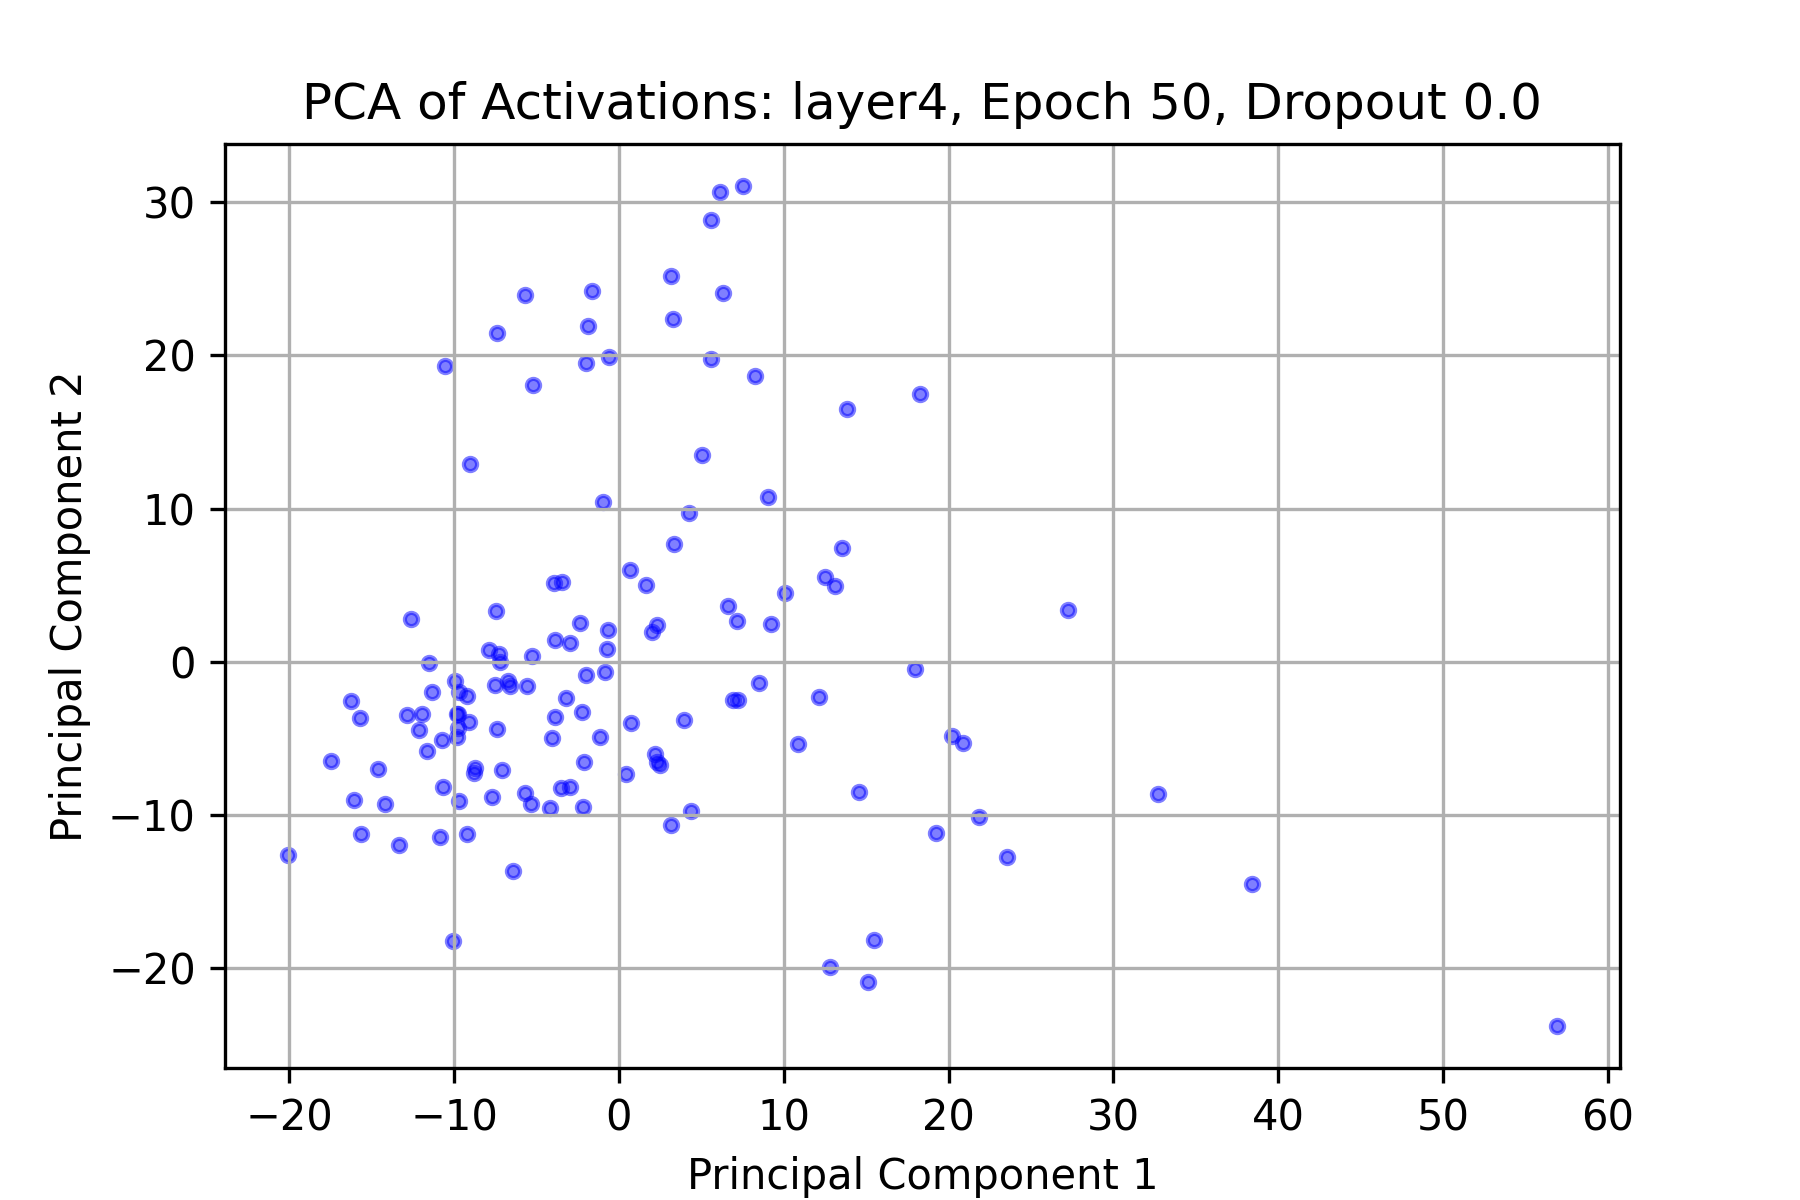 PCA of Activations: layer4, Epoch 50, Dropout 0.0
30
20
10
0
−10
−20
Principal Component 2
−20 −10 0 10 20 30 40 50 60
Principal Component 1